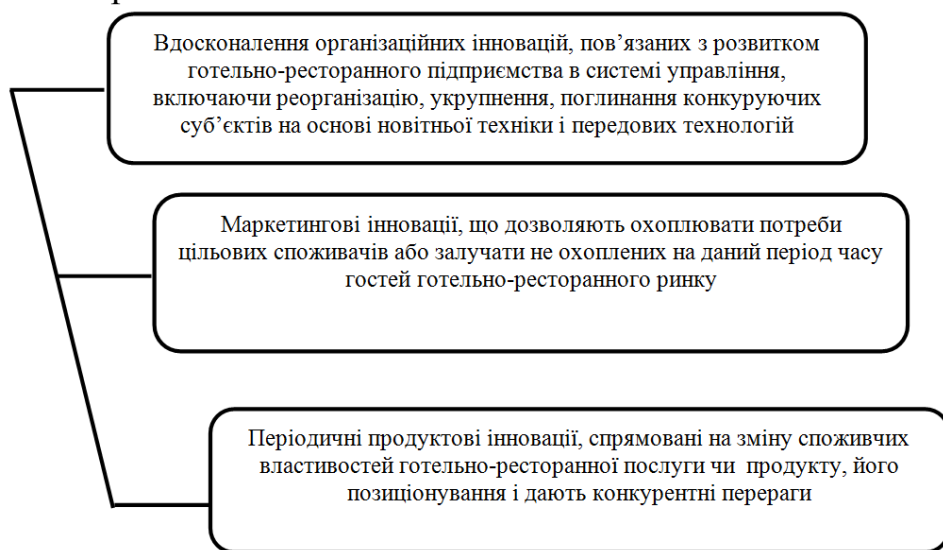 Вдосконалення організаційних інновацій, пов’язаних з розвитком
готельно-ресторанного підприємства в системі управління,
включаючи реорганізацію, укрупнення, поглинання конкуруючих
суб’єктів на основі новітньої техніки і передових технологій
Маркетингові інновації, що дозволяють охоплювати потреби
цільових споживачів або залучати не охоплених на даний період часу
гостей готельно-ресторанного ринку
Періодичні продуктові інновації, спрямовані на зміну споживчих
властивостей готельно-ресторанної послуги чи продукту, його
позиціонування і дають конкурентні перераги